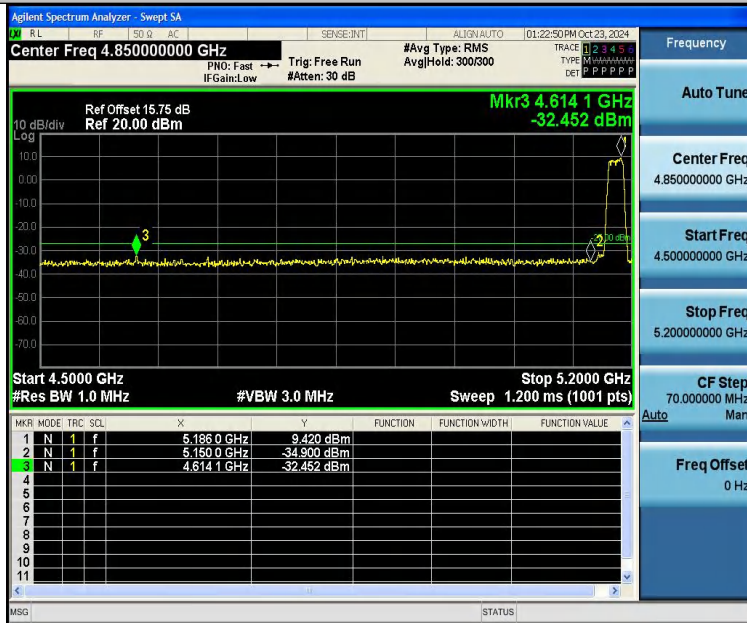 Agilent Spectrum Analyzer - Swept SA
RL RF 50 Ω AC SENSE:INT ALIGNAUTO 01:22:50 PM Oct 23, 2024
Center Freq 4.850000000 GHz
PNO: Fast
IFGain:Low
Trig: Free Run
#Atten: 30 dB
#Avg Type: RMS
Avg|Hold: 300/300
TRACE 1 2 3 4 5 6
TYPE M
DET P P P P P P
Ref Offset 15.75 dB
Ref 20.00 dBm
10 dB/div
Log
Mkr3 4.614 1 GHz
-32.452 dBm
10.0
0.00
-10.0
-20.0
-30.0
-40.0
-50.0
-60.0
-70.0
3
2
Start 4.5000 GHz
Stop 5.2000 GHz
#Res BW 1.0 MHz
#VBW 3.0 MHz
Sweep 1.200 ms (1001 pts)
MKR MODE TRC SCL X Y FUNCTION FUNCTION WIDTH FUNCTION VALUE
1 N 1 f 5.186 0 GHz 9.420 dBm
2 N 1 f 5.150 0 GHz -34.900 dBm
3 N 1 f 4.614 1 GHz -32.452 dBm
4
5
6
7
8
9
10
11
MSG
STATUS
Frequency
Auto Tune
Center Freq
4.850000000 GHz
Start Freq
4.500000000 GHz
Stop Freq
5.200000000 GHz
CF Step
70.000000 MHz
Auto Man
Freq Offset
0 Hz